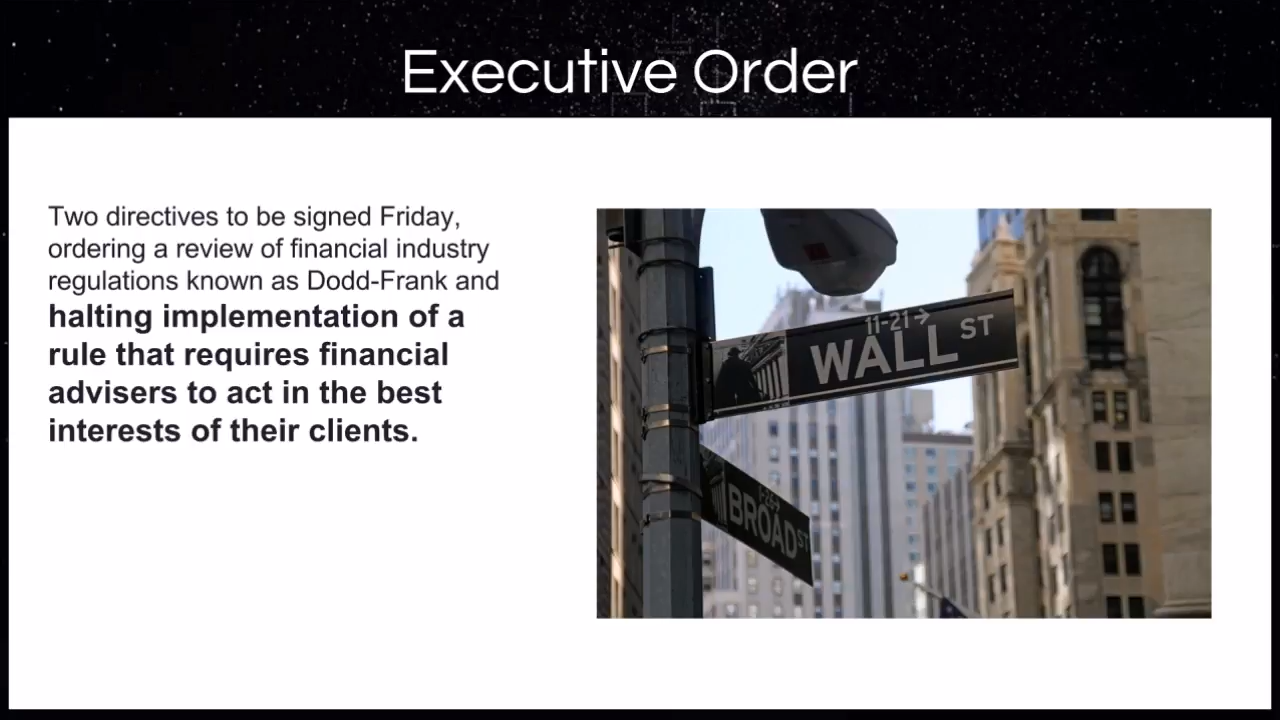 Executive Order
Two directives to be signed Friday,
ordering a review of financial industry
regulations known as Dodd-Frank and
halting implementation of a
rule that requires financial
advisers to act in the best
interests of their clients.
11-21→
WALL ST
BROAD ST